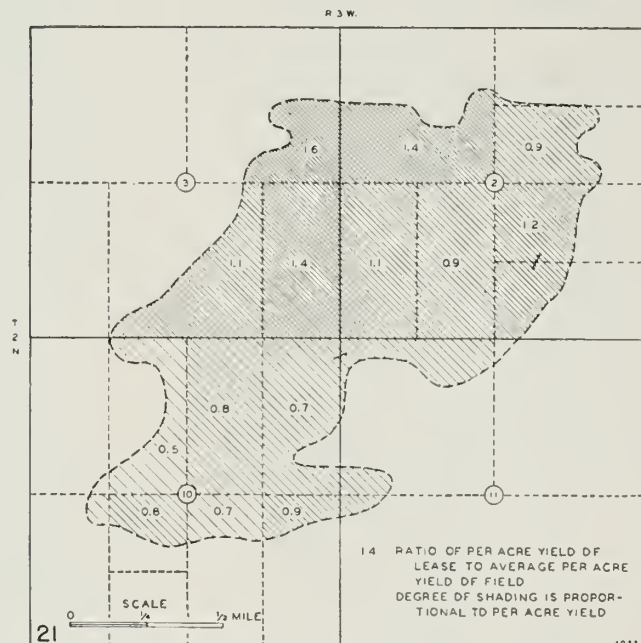 R 3 W.
1.6
1.4
0.9
3
2
1.2
1.1
1.4
1.1
0.9
T
2
N
0.8
0.7
0.5
10
11
0.8
0.7
0.9
1 4 RATIO OF PER ACRE YIELD OF
LEASE TO AVERAGE PER ACRE
YIELD OF FIELD
DEGREE OF SHADING IS PROPOR-
TIONAL TO PER ACRE YIELD
SCALE
0 1/4 1/2 MILE
21